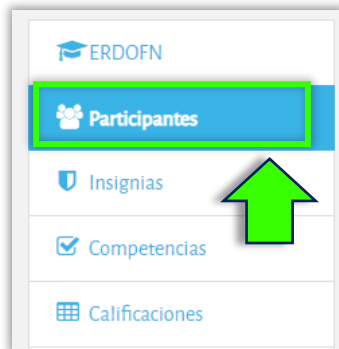 ERDOFN
Participantes
Insignias
Competencias
Calificaciones